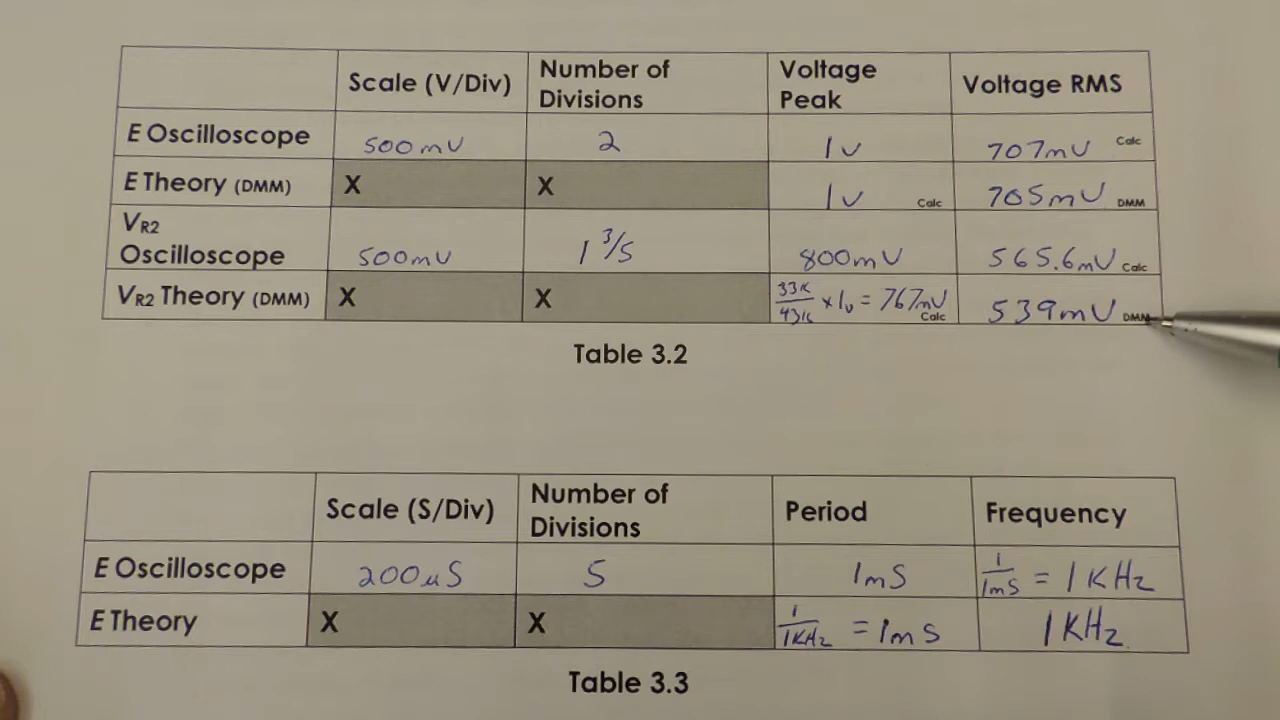 Scale (V/Div) Number of Divisions Voltage Peak Voltage RMS
E Oscilloscope 500mV 2 1v 707mV Calc
E Theory (DMM) X X 1v Calc 705mV DMM
VR2 Oscilloscope 500mV 1 3/5 800mV 565.6mV Calc
VR2 Theory (DMM) X X 33K/43K x 1v = 767mV Calc 539mV DMM
Table 3.2
Scale (S/Div) Number of Divisions Period Frequency
E Oscilloscope 200uS 5 1mS 1/1mS = 1KHz
E Theory X X 1/1KHz = 1mS 1KHz
Table 3.3